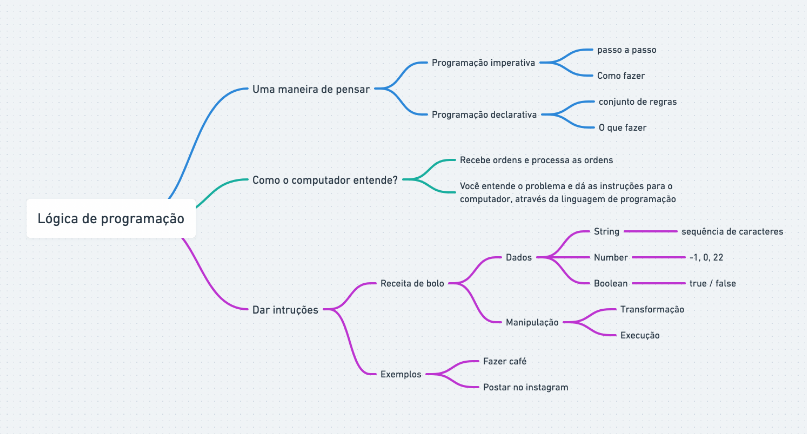 Lógica de programação
Uma maneira de pensar
Programação imperativa
passo a passo
Como fazer
Programação declarativa
conjunto de regras
O que fazer
Como o computador entende?
Recebe ordens e processa as ordens
Você entende o problema e dá as instruções para o
computador, através da linguagem de programação
Dar intruções
Receita de bolo
Dados
String
sequência de caracteres
Number
-1, 0, 22
Boolean
true / false
Manipulação
Transformação
Execução
Exemplos
Fazer café
Postar no instagram